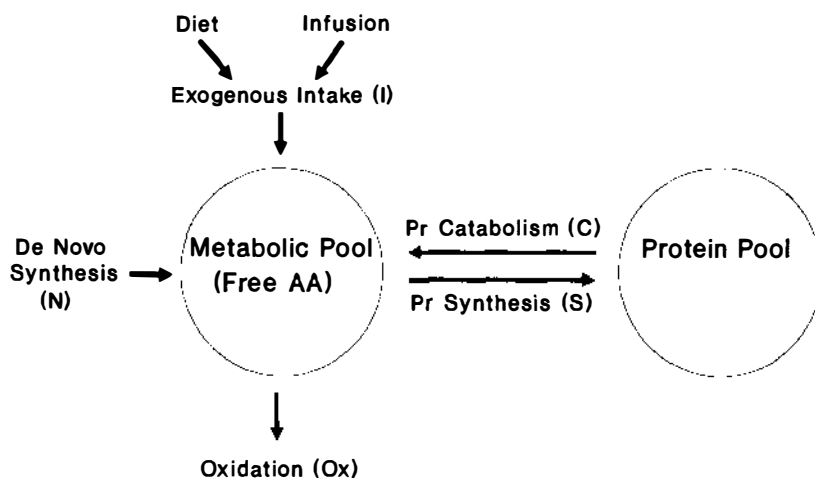 Diet
Infusion
Exogenous Intake (I)
De Novo
Synthesis
(N)
Metabolic Pool
(Free AA)
Pr Catabolism (C)
Pr Synthesis (S)
Protein Pool
Oxidation (Ox)